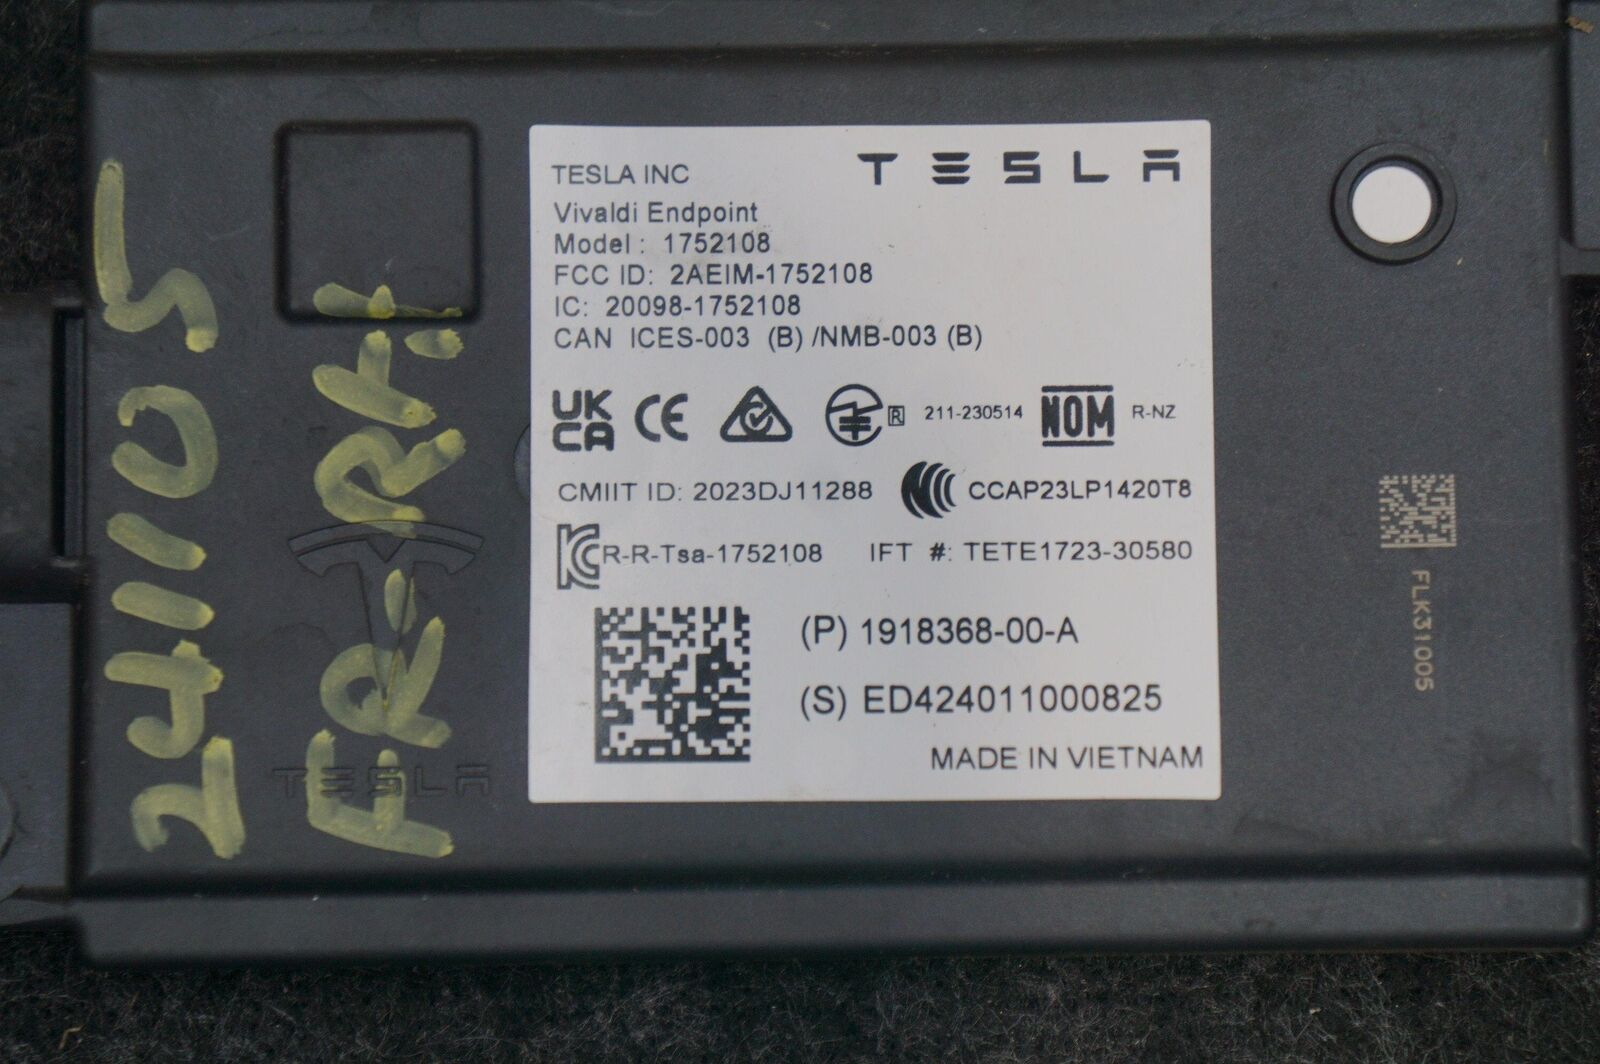 TESLA INC
TESLA
Vivaldi Endpoint
Model : 1752108
FCC ID: 2AEIM-1752108
IC: 20098-1752108
CAN ICES-003 (B) /NMB-003 (B)
UK CA CE R 211-230514 NOM R-NZ
CMIIT ID: 2023DJ11288 CCAP23LP1420T8
KC R-R-Tsa-1752108 IFT #: TETE1723-30580
(P) 1918368-00-A
(S) ED424011000825
MADE IN VIETNAM
FLK31005
TESLA
241105